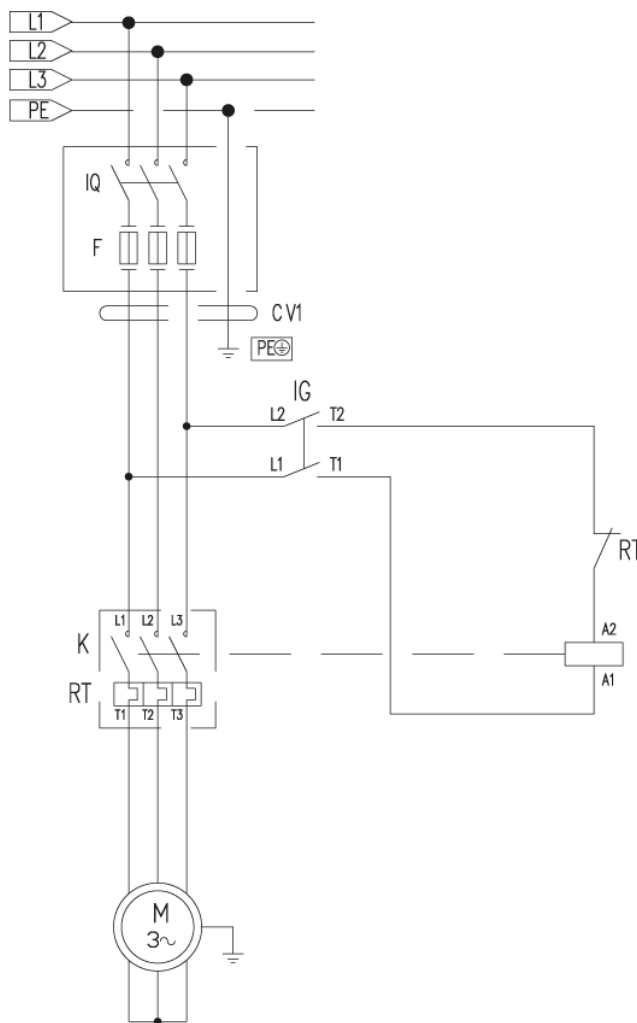 L1
L2
L3
PE
IQ
F
C V1
PE
IG
L2 T2
L1 T1
RT
L1 L2 L3
K
A2
A1
RT
T1 T2 T3
M
3~